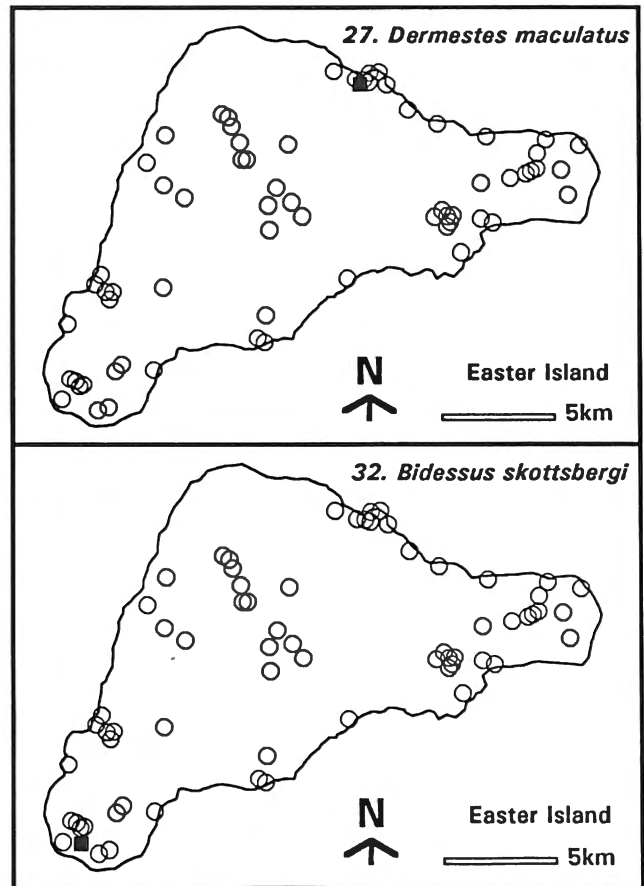 27. Dermestes maculatus
N
Easter Island
5km
32. Bidessus skottsbergi
N
Easter Island
5km